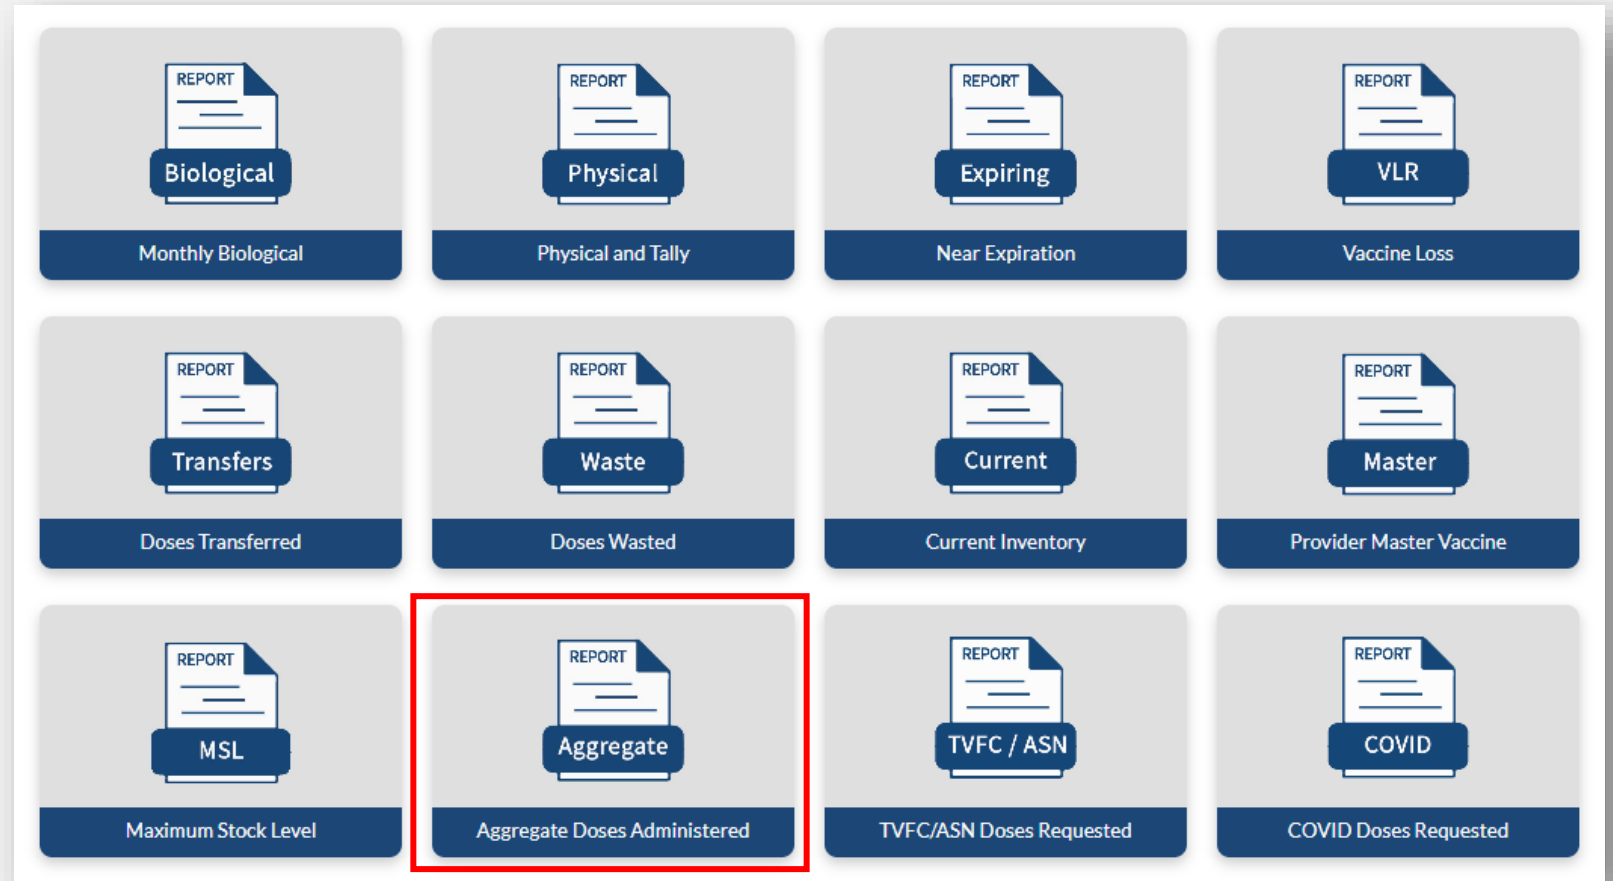 REPORT
Biological
Monthly Biological
REPORT
Physical
Physical and Tally
REPORT
Expiring
Near Expiration
REPORT
VLR
Vaccine Loss
REPORT
Transfers
Doses Transferred
REPORT
Waste
Doses Wasted
REPORT
Current
Current Inventory
REPORT
Master
Provider Master Vaccine
REPORT
MSL
Maximum Stock Level
REPORT
Aggregate
Aggregate Doses Administered
REPORT
TVFC / ASN
TVFC/ASN Doses Requested
REPORT
COVID
COVID Doses Requested